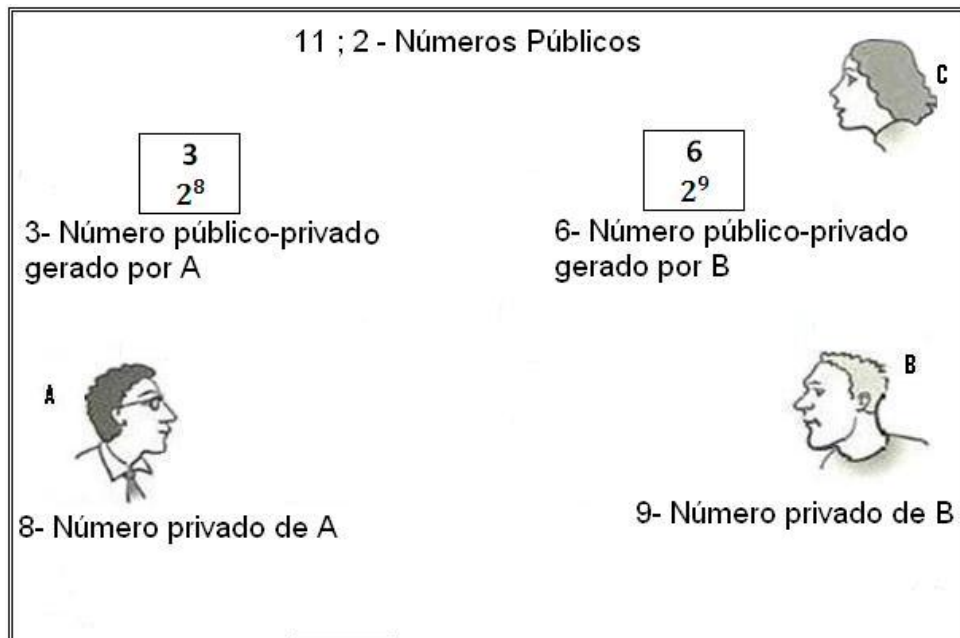 11 ; 2 - Números Públicos
C
3
2⁸
6
2⁹
3- Número público-privado
gerado por A
6- Número público-privado
gerado por B
A
B
8- Número privado de A
9- Número privado de B